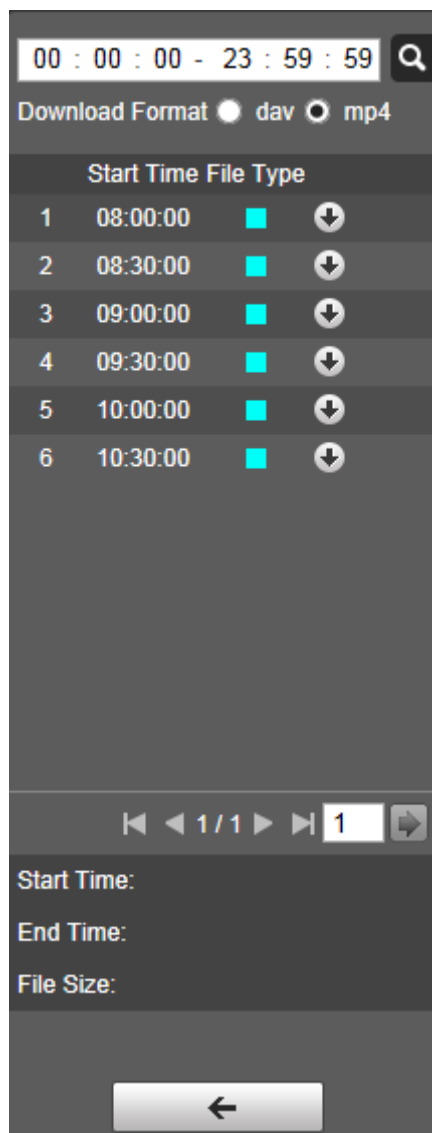 00 : 00 : 00 - 23 : 59 : 59
Download Format dav mp4
Start Time File Type
1 08:00:00
2 08:30:00
3 09:00:00
4 09:30:00
5 10:00:00
6 10:30:00
1 / 1 1
Start Time:
End Time:
File Size: